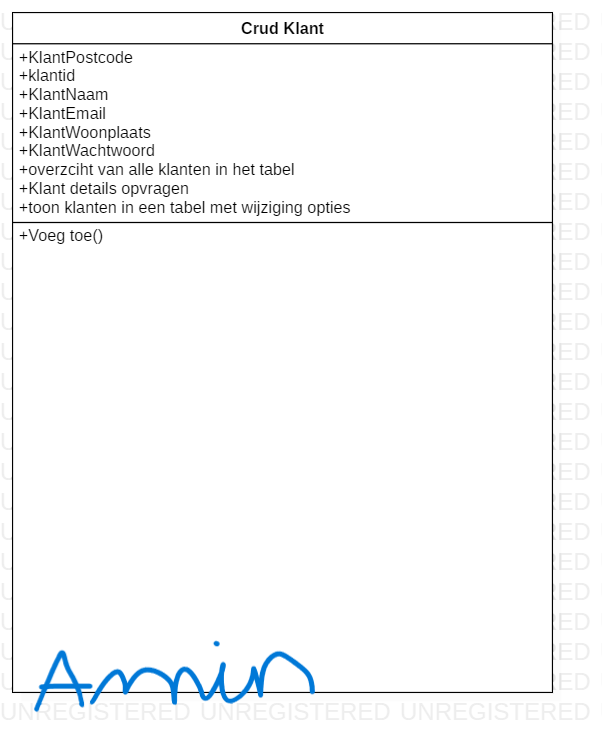 Crud Klant
+KlantPostcode
+klantid
+KlantNaam
+KlantEmail
+KlantWoonplaats
+KlantWachtwoord
+overzciht van alle klanten in het tabel
+Klant details opvragen
+toon klanten in een tabel met wijziging opties
+Voeg toe()
Amin
UNREGISTERED UNREGISTERED UNREGISTERED